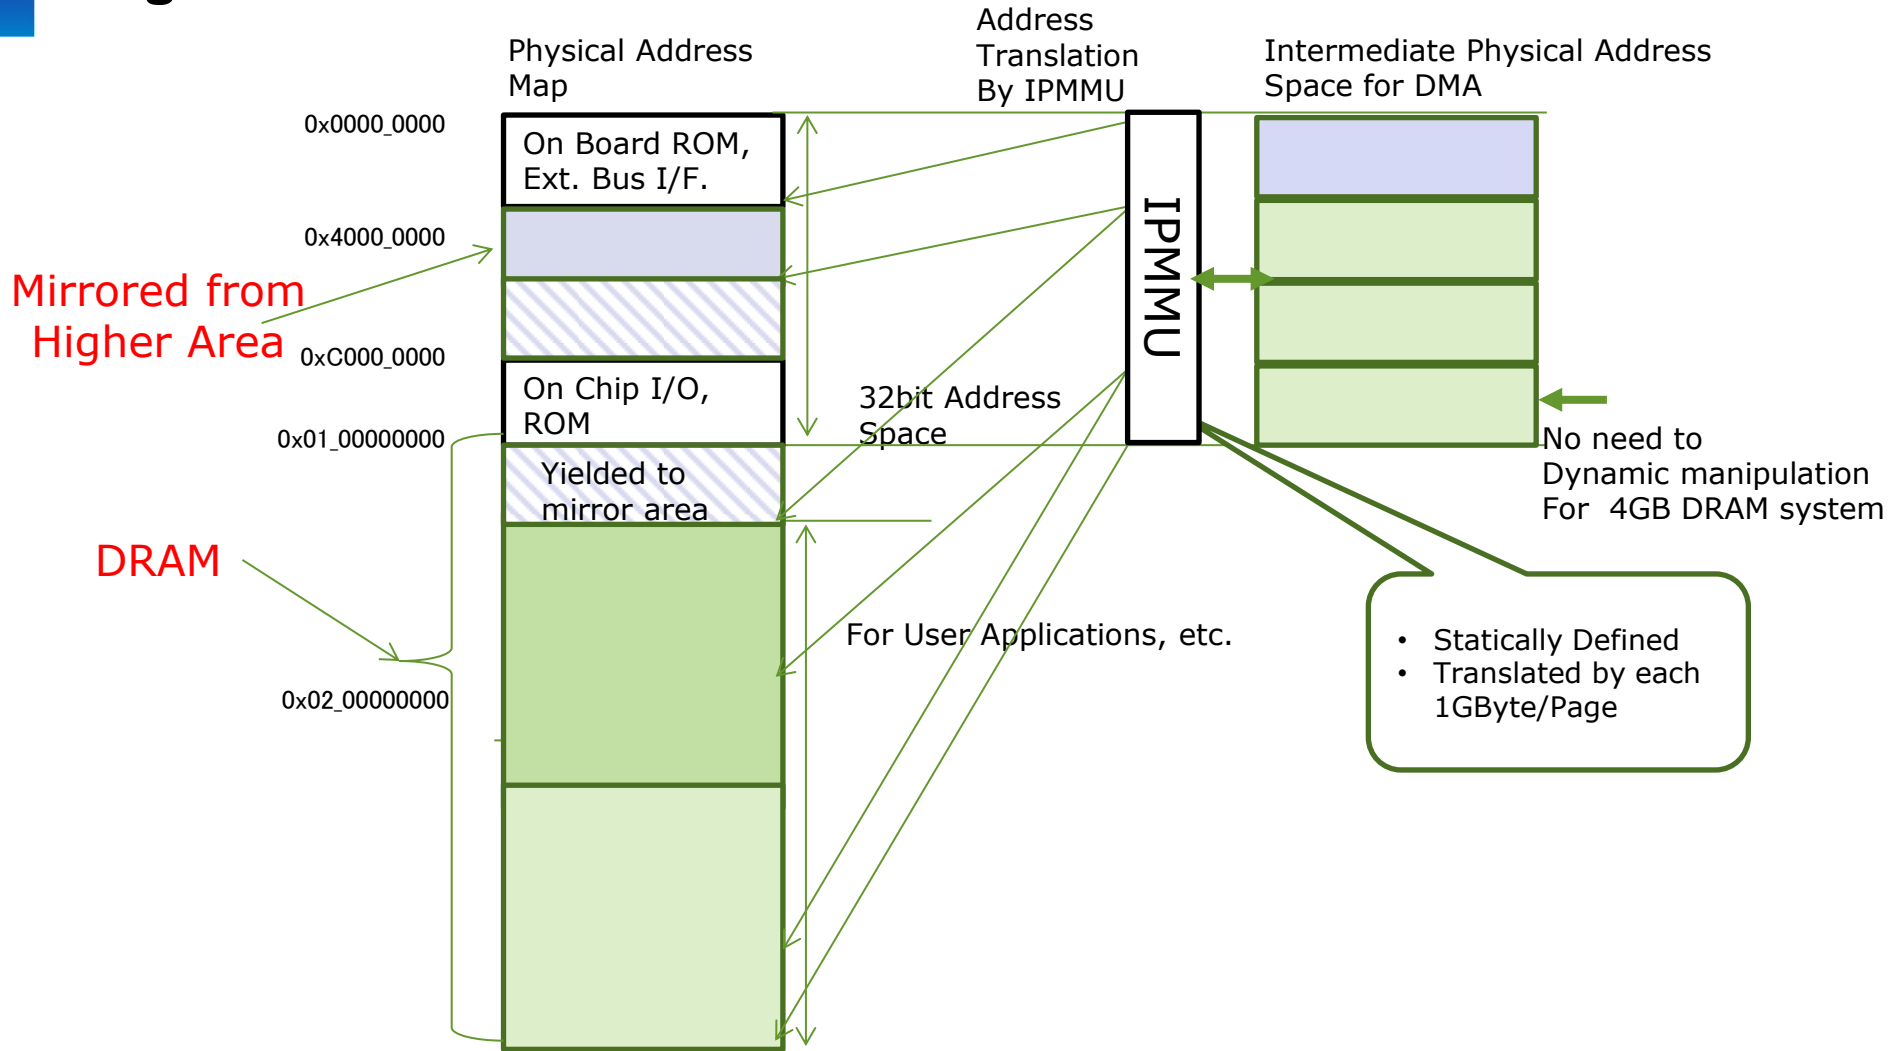 Physical Address
Map
Address
Translation
By IPMMU
Intermediate Physical Address
Space for DMA
0x0000_0000
On Board ROM,
Ext. Bus I/F.
0x4000_0000
Mirrored from
Higher Area
0xC000_0000
On Chip I/O,
ROM
0x01_00000000
32bit Address
Space
IPMMU
No need to
Dynamic manipulation
For 4GB DRAM system
Yielded to
mirror area
DRAM
0x02_00000000
For User Applications, etc.
• Statically Defined
• Translated by each
1GByte/Page